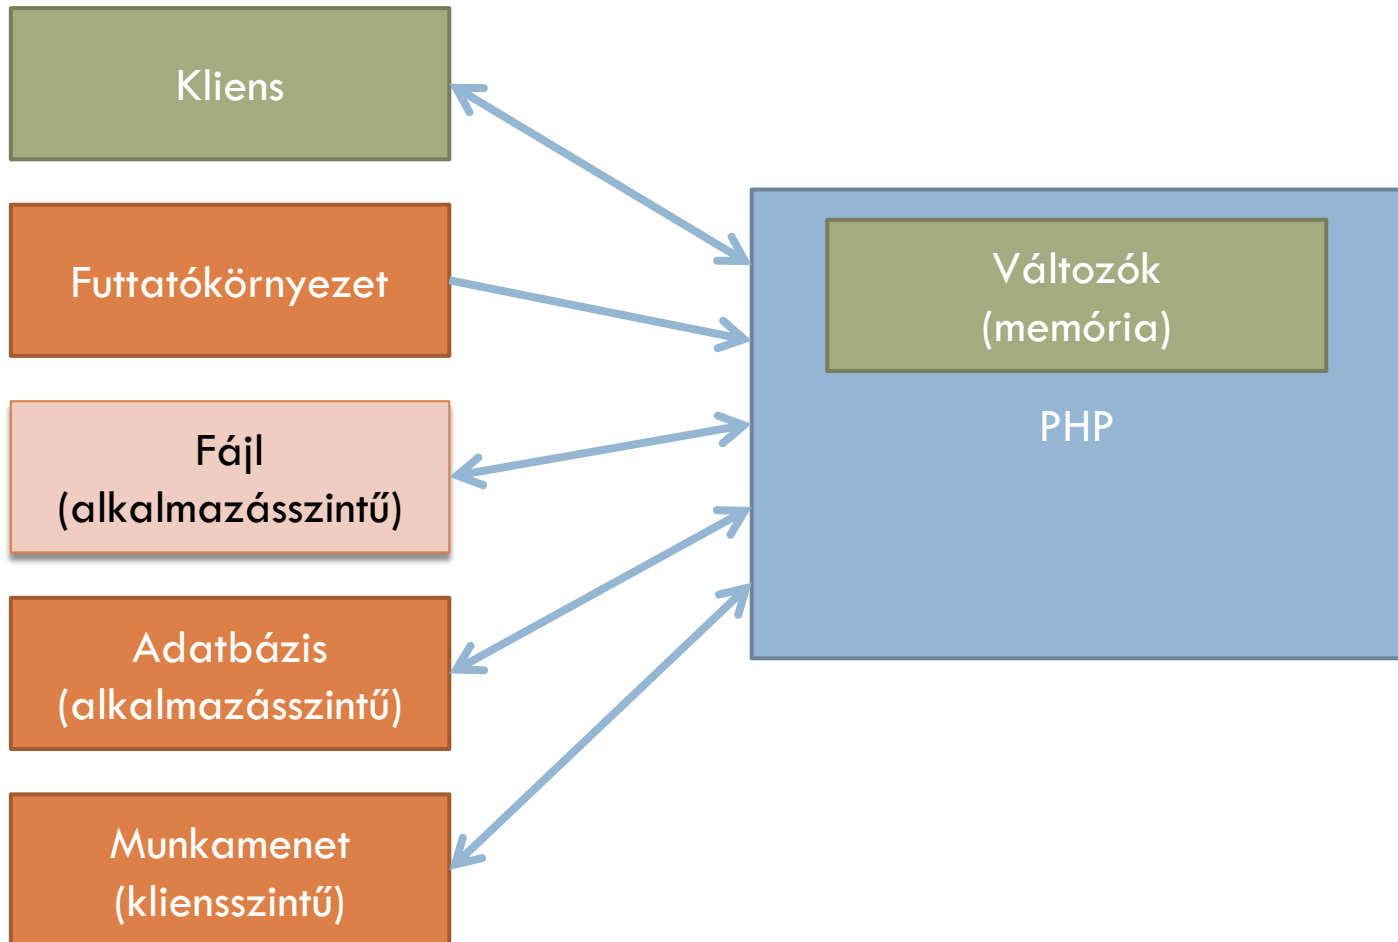 Kliens
Futtatókörnyezet
Fájl
(alkalmazásszintű)
Adatbázis
(alkalmazásszintű)
Munkamenet
(kliensszintű)
Változók
(memória)
PHP